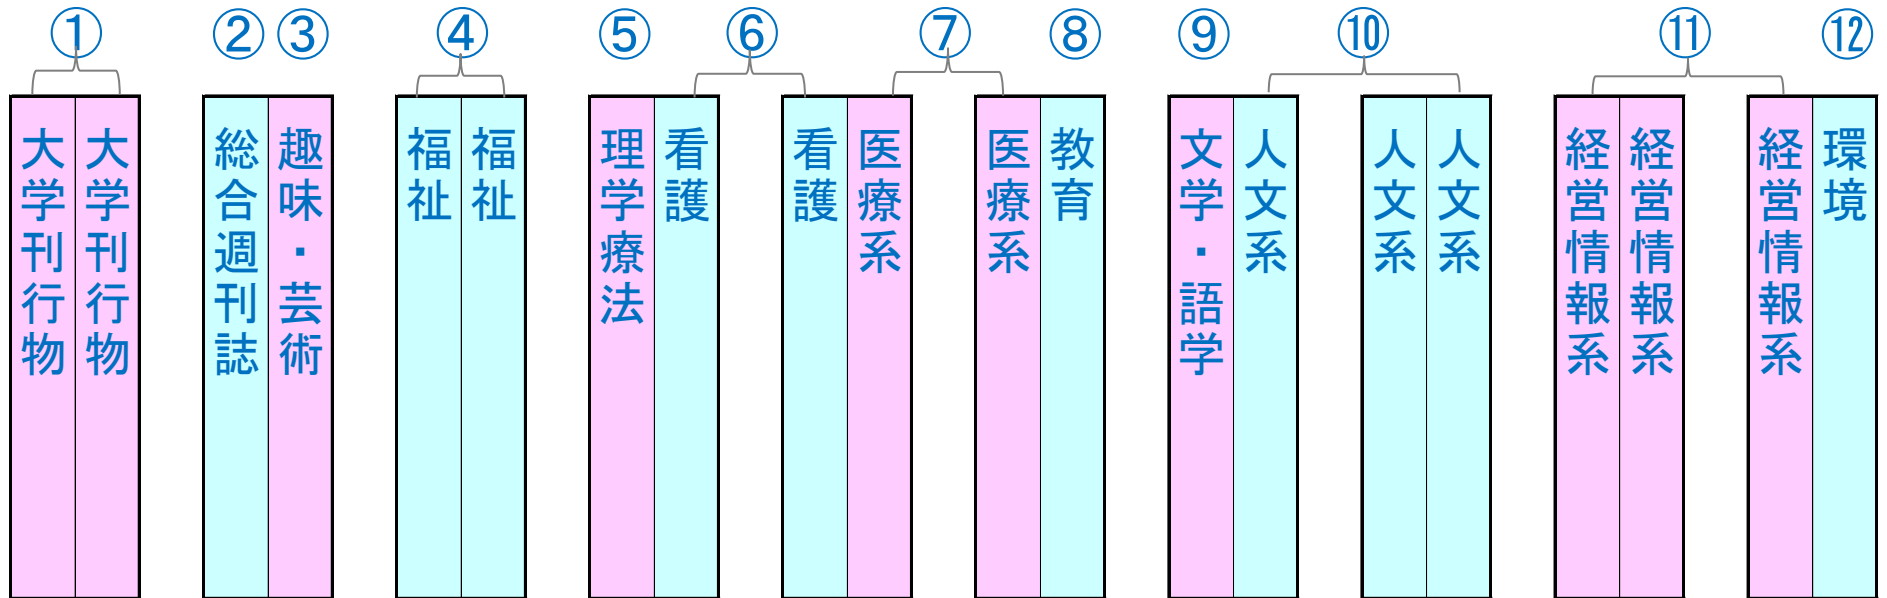 ① ② ③ ④ ⑤ ⑥ ⑦ ⑧ ⑨ ⑩ ⑪ ⑫
大学刊行物
大学刊行物
総合週刊誌
趣味・芸術
福祉
福祉
理学療法
看護
看護
医療系
医療系
教育
文学・語学
人文系
人文系
人文系
経営情報系
経営情報系
経営情報系
環境